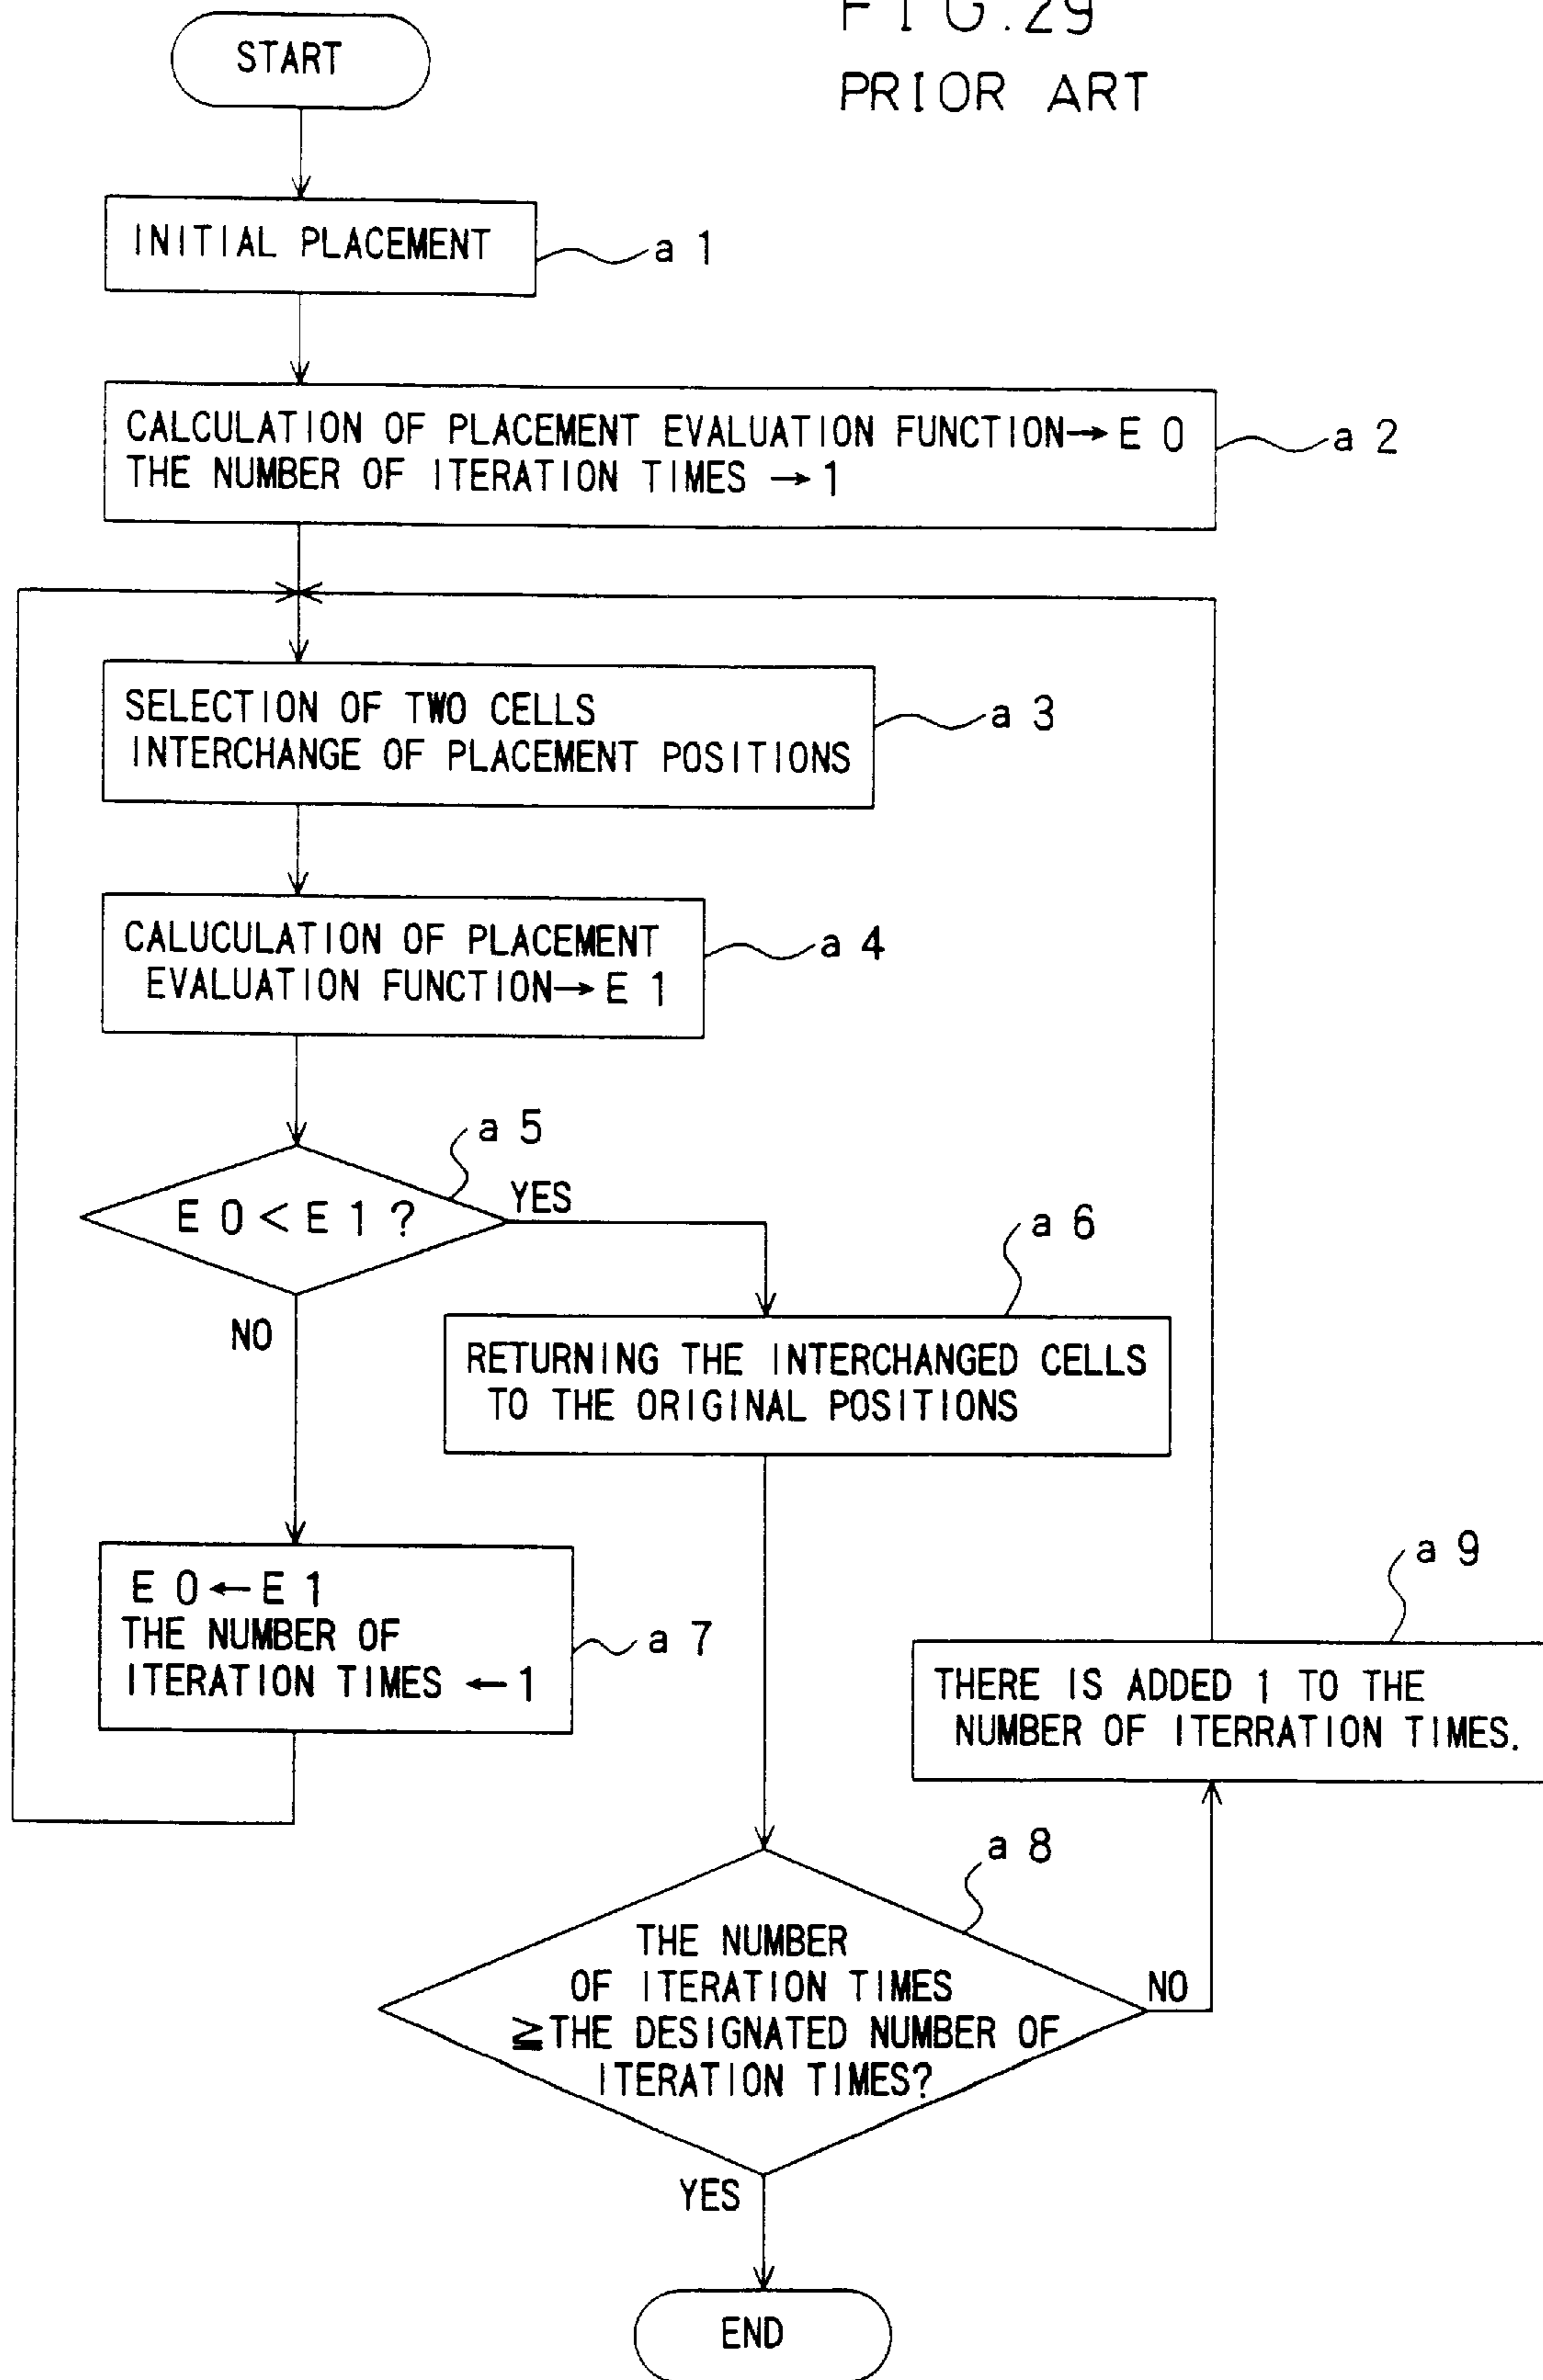 FIG.29
PRIOR ART
START
INITIAL PLACEMENT
a 1
CALCULATION OF PLACEMENT EVALUATION FUNCTION→E 0
THE NUMBER OF ITERATION TIMES →1
a 2
SELECTION OF TWO CELLS
INTERCHANGE OF PLACEMENT POSITIONS
a 3
CALUCULATION OF PLACEMENT
EVALUATION FUNCTION→E 1
a 4
a 5
E 0 < E 1 ?
YES
NO
a 6
RETURNING THE INTERCHANGED CELLS
TO THE ORIGINAL POSITIONS
E 0←E 1
THE NUMBER OF
ITERATION TIMES ←1
a 7
a 9
THERE IS ADDED 1 TO THE
NUMBER OF ITERRATION TIMES.
a 8
THE NUMBER
OF ITERATION TIMES
≧THE DESIGNATED NUMBER OF
ITERATION TIMES?
NO
YES
END